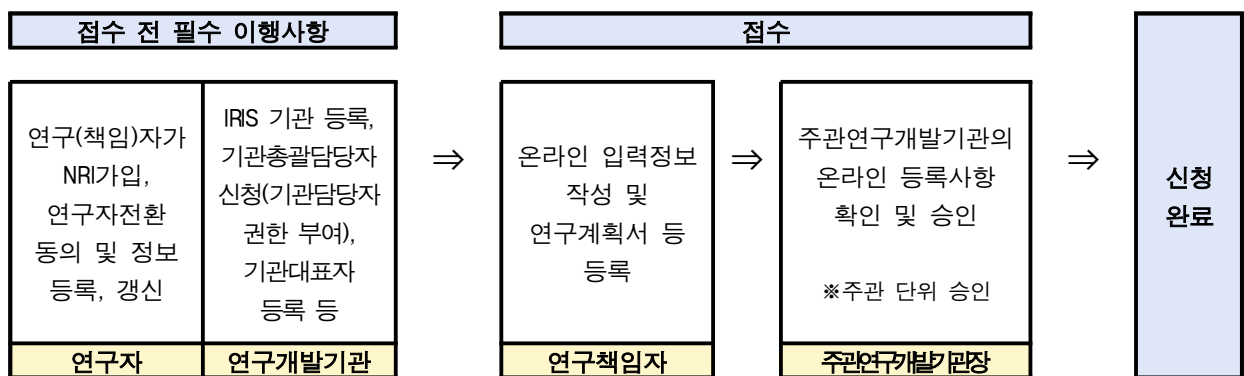 접수 전 필수 이행사항
접수
연구(책임)자가
NRI가입,
연구자전환
동의 및 정보
등록, 갱신
연구자
IRIS 기관 등록,
기관총괄담당자
신청(기관담당자
권한 부여),
기관대표자
등록 등
연구개발기관
⇒
온라인 입력정보
작성 및
연구계획서 등
등록
연구책임자
⇒
주관연구개발기관의
온라인 등록사항
확인 및 승인
※주관 단위 승인
주관연구개발기관장
⇒
신청
완료